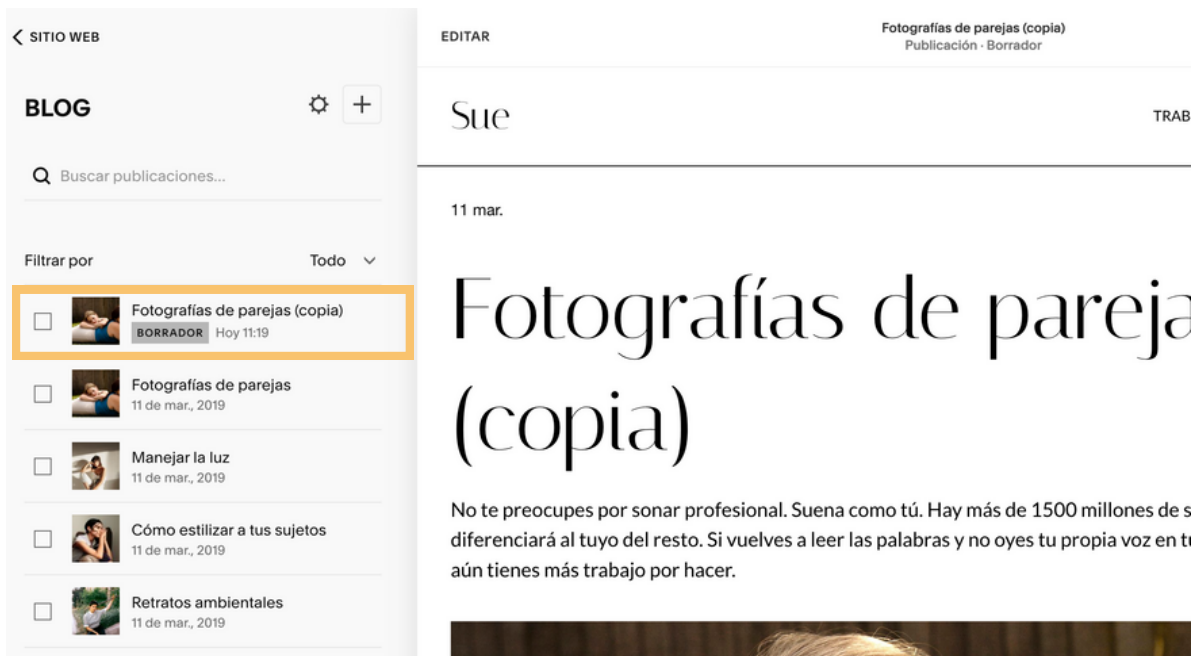 SITIO WEB
BLOG
Buscar publicaciones...
Filtrar por Todo
Fotografías de parejas (copia)
BORRADOR Hoy 11:19
Fotografías de parejas
11 de mar., 2019
Manejar la luz
11 de mar., 2019
Cómo estilizar a tus sujetos
11 de mar., 2019
Retratos ambientales
11 de mar., 2019
EDITAR
Fotografías de parejas (copia)
Publicación · Borrador
Sue
TRAB
11 mar.
Fotografías de pareja
(copia)
No te preocupes por sonar profesional. Suena como tú. Hay más de 1500 millones de s
diferenciará al tuyo del resto. Si vuelves a leer las palabras y no oyes tu propia voz en tu
aún tienes más trabajo por hacer.